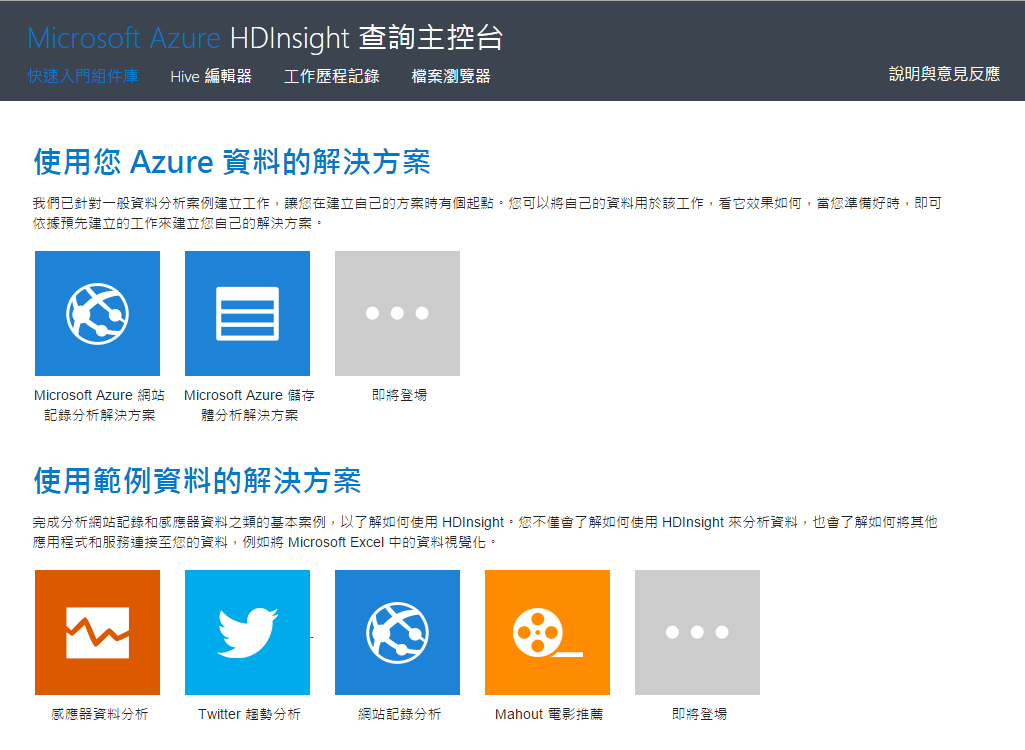 Microsoft Azure HDInsight 查詢主控台
快速入門組件庫 Hive 編輯器 工作歷程記錄 檔案瀏覽器 說明與意見反應
使用您 Azure 資料的解決方案
我們已針對一般資料分析案例建立工作，讓您在建立自己的方案時有個起點。您可以將自己的資料用於該工作，看它效果如何，當您準備好時，即可
依據預先建立的工作來建立您自己的解決方案。
Microsoft Azure 網站
記錄分析解決方案
Microsoft Azure 儲存
體分析解決方案
即將登場
使用範例資料的解決方案
完成分析網站記錄和感應器資料之類的基本案例，以了解如何使用 HDInsight。您不僅會了解如何使用 HDInsight 來分析資料，也會了解如何將其他
應用程式和服務連接至您的資料，例如將 Microsoft Excel 中的資料視覺化。
感應器資料分析
Twitter 趨勢分析
網站記錄分析
Mahout 電影推薦
即將登場